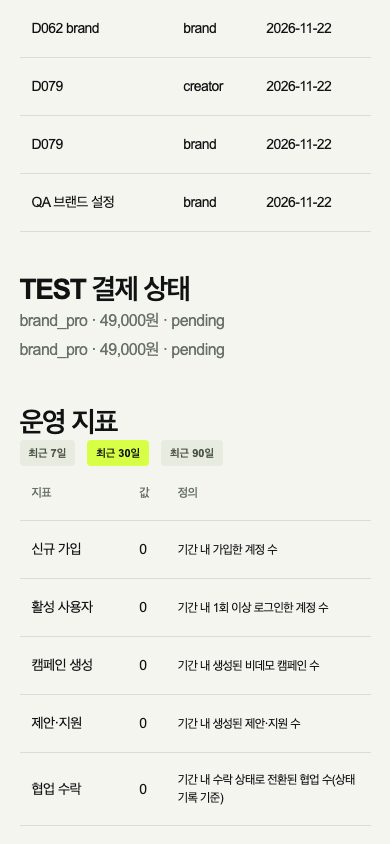 D062 brand brand 2026-11-22
D079 creator 2026-11-22
D079 brand 2026-11-22
QA 브랜드 설정 brand 2026-11-22
TEST 결제 상태
brand_pro · 49,000원 · pending
brand_pro · 49,000원 · pending
운영 지표
최근 7일 최근 30일 최근 90일
지표 값 정의
신규 가입 0 기간 내 가입한 계정 수
활성 사용자 0 기간 내 1회 이상 로그인한 계정 수
캠페인 생성 0 기간 내 생성된 비데모 캠페인 수
제안·지원 0 기간 내 생성된 제안·지원 수
협업 수락 0 기간 내 수락 상태로 전환된 협업 수(상태
기록 기준)